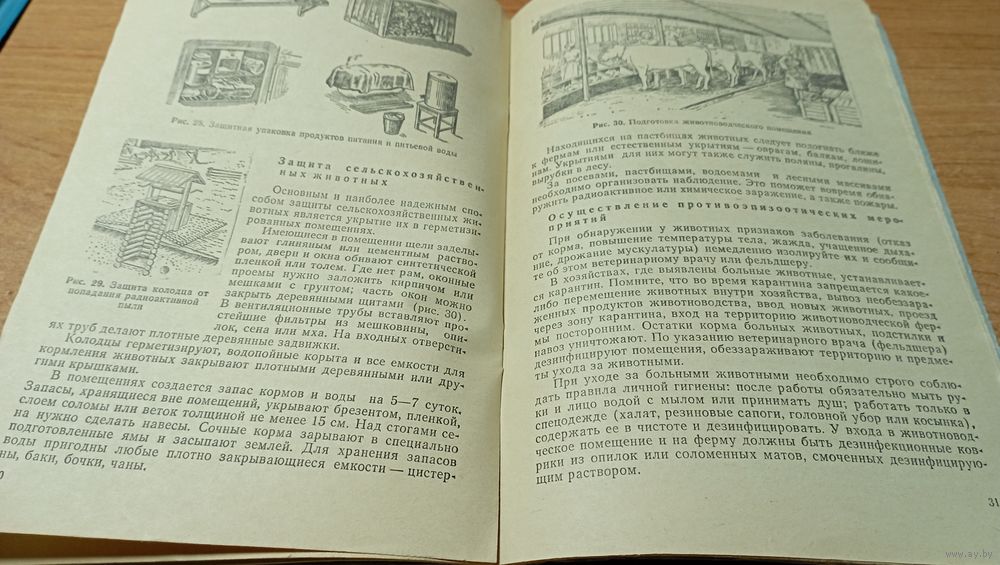 Рис. 28. Защитная упаковка продуктов питания и питьевой воды
Защита сельскохозяйствен-
ных животных
Основным и наиболее надежным спо-
собом защиты сельскохозяйственных жи-
вотных является укрытие их в герметизи-
рованных помещениях.
Имеющиеся в помещении щели заделы-
вают глиняным или цементным раство-
ром, двери и окна обивают синтетической
пленкой или толем. Где нет рам, оконные
проемы нужно заложить кирпичом или
мешками с грунтом; часть окон можно
закрыть деревянными щитами (рис. 30).
В вентиляционные трубы вставляют про-
стейшие фильтры из мешковины, опи-
лок, сена или мха. На входных отверсти-
Рис. 29. Защита колодца от
попадания радиоактивной
пыли
ях труб делают плотные деревянные задвижки.
Колодцы герметизируют, водопойные корыта и все емкости для
кормления животных закрывают плотными деревянными или дру-
гими крышками.
В помещениях создается запас кормов и воды на 5—7 суток.
Запасы, хранящиеся вне помещений, укрывают брезентом, пленкой,
слоем соломы или веток толщиной не менее 15 см. Над стогами се-
на нужно сделать навесы. Сочные корма зарывают в специально
подготовленные ямы и засыпают землей. Для хранения запасов
воды пригодны любые плотно закрывающиеся емкости — цистер-
ны, баки, бочки, чаны.
0
Рис. 30. Подготовка животноводческого помещения
Находящихся на пастбищах животных следует подогнать ближе
к фермам или естественным укрытиям — оврагам, балкам, лощи-
нам. Укрытиями для них могут также служить поляны, прогалины,
вырубки в лесу.
За посевами, пастбищами, водоемами и лесными массивами
необходимо организовать наблюдение. Это поможет вовремя обна-
ружить радиоактивное или химическое заражение, а также пожары.
Осуществление противоэпизоотических меро-
приятий
При обнаружении у животных признаков заболевания (отказ
от корма, повышение температуры тела, жажда, учащенное дыха-
ние, дрожание мускулатуры) немедленно изолируйте их и сообщи-
те об этом ветеринарному врачу или фельдшеру.
В хозяйствах, где выявлены больные животные, устанавливает-
ся карантин. Помните, что во время карантина запрещается какое-
либо перемещение животных внутри хозяйства, вывоз необеззара-
женных продуктов животноводства, ввод новых животных, проезд
через зону карантина, вход на территорию животноводческой фер-
мы посторонним. Остатки корма больных животных, подстилки и
навоз уничтожают. По указанию ветеринарного врача (фельдшера)
дезинфицируют помещения, обеззараживают территорию и предме-
ты ухода за животными.
При уходе за больными животными необходимо строго соблю-
дать правила личной гигиены: после работы обязательно мыть ру-
ки и лицо водой с мылом или принимать душ; работать только в
спецодежде (халат, резиновые сапоги, головной убор или косынка),
содержать ее в чистоте и дезинфицировать. У входа в животновод-
ческое помещение и на ферму должны быть дезинфекционные ков-
рики из опилок или соломенных матов, смоченных дезинфицирую-
щим раствором.
31
www.ay.by